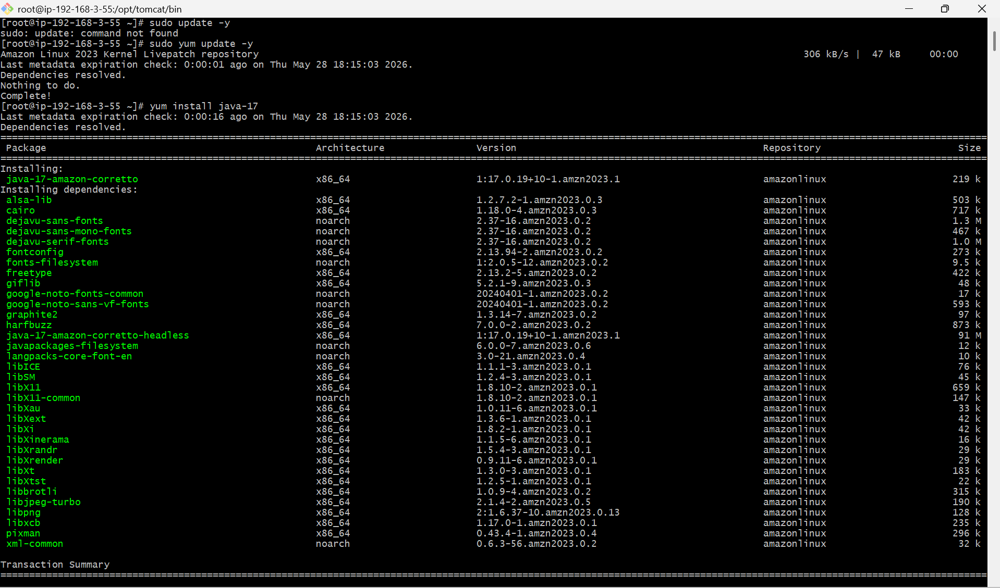 root@ip-192-168-3-55:/opt/tomcat/bin
[root@ip-192-168-3-55 ~]# sudo update -y
sudo: update: command not found
[root@ip-192-168-3-55 ~]# sudo yum update -y
Amazon Linux 2023 Kernel Livepatch repository 306 kB/s | 47 kB 00:00
Last metadata expiration check: 0:00:01 ago on Thu May 28 18:15:03 2026.
Dependencies resolved.
Nothing to do.
Complete!
[root@ip-192-168-3-55 ~]# yum install java-17
Last metadata expiration check: 0:00:16 ago on Thu May 28 18:15:03 2026.
Dependencies resolved.
Package Architecture Version Repository Size
Installing:
java-17-amazon-corretto x86_64 1:17.0.19+10-1.amzn2023.1 amazonlinux 219 k
Installing dependencies:
alsa-lib x86_64 1.2.7.2-1.amzn2023.0.3 amazonlinux 503 k
cairo x86_64 1.18.0-4.amzn2023.0.3 amazonlinux 717 k
dejavu-sans-fonts noarch 2.37-16.amzn2023.0.2 amazonlinux 1.3 M
dejavu-sans-mono-fonts noarch 2.37-16.amzn2023.0.2 amazonlinux 467 k
dejavu-serif-fonts noarch 2.37-16.amzn2023.0.2 amazonlinux 1.0 M
fontconfig x86_64 2.13.94-2.amzn2023.0.2 amazonlinux 273 k
fonts-filesystem noarch 1:2.0.5-12.amzn2023.0.2 amazonlinux 9.5 k
freetype x86_64 2.13.2-5.amzn2023.0.2 amazonlinux 422 k
giflib x86_64 5.2.1-9.amzn2023.0.3 amazonlinux 48 k
google-noto-fonts-common noarch 20240401-1.amzn2023.0.2 amazonlinux 17 k
google-noto-sans-vf-fonts noarch 20240401-1.amzn2023.0.2 amazonlinux 593 k
graphite2 x86_64 1.3.14-7.amzn2023.0.2 amazonlinux 97 k
harfbuzz x86_64 7.0.0-2.amzn2023.0.2 amazonlinux 873 k
java-17-amazon-corretto-headless x86_64 1:17.0.19+10-1.amzn2023.1 amazonlinux 91 M
javapackages-filesystem noarch 6.0.0-7.amzn2023.0.6 amazonlinux 12 k
langpacks-core-font-en noarch 3.0-21.amzn2023.0.4 amazonlinux 10 k
libICE x86_64 1.1.1-3.amzn2023.0.1 amazonlinux 76 k
libSM x86_64 1.2.4-3.amzn2023.0.1 amazonlinux 45 k
libX11 x86_64 1.8.10-2.amzn2023.0.1 amazonlinux 659 k
libX11-common noarch 1.8.10-2.amzn2023.0.1 amazonlinux 147 k
libXau x86_64 1.0.11-6.amzn2023.0.1 amazonlinux 33 k
libXext x86_64 1.3.6-1.amzn2023.0.1 amazonlinux 42 k
libXi x86_64 1.8.2-1.amzn2023.0.1 amazonlinux 42 k
libXinerama x86_64 1.1.5-6.amzn2023.0.1 amazonlinux 16 k
libXrandr x86_64 1.5.4-3.amzn2023.0.1 amazonlinux 29 k
libXrender x86_64 0.9.11-6.amzn2023.0.1 amazonlinux 29 k
libXt x86_64 1.3.0-3.amzn2023.0.1 amazonlinux 183 k
libXtst x86_64 1.2.5-1.amzn2023.0.1 amazonlinux 22 k
libbrotli x86_64 1.0.9-4.amzn2023.0.2 amazonlinux 315 k
libjpeg-turbo x86_64 2.1.4-2.amzn2023.0.5 amazonlinux 190 k
libpng x86_64 2:1.6.37-10.amzn2023.0.13 amazonlinux 128 k
libxcb x86_64 1.17.0-1.amzn2023.0.1 amazonlinux 235 k
pixman x86_64 0.43.4-1.amzn2023.0.4 amazonlinux 296 k
xml-common noarch 0.6.3-56.amzn2023.0.2 amazonlinux 32 k
Transaction Summary